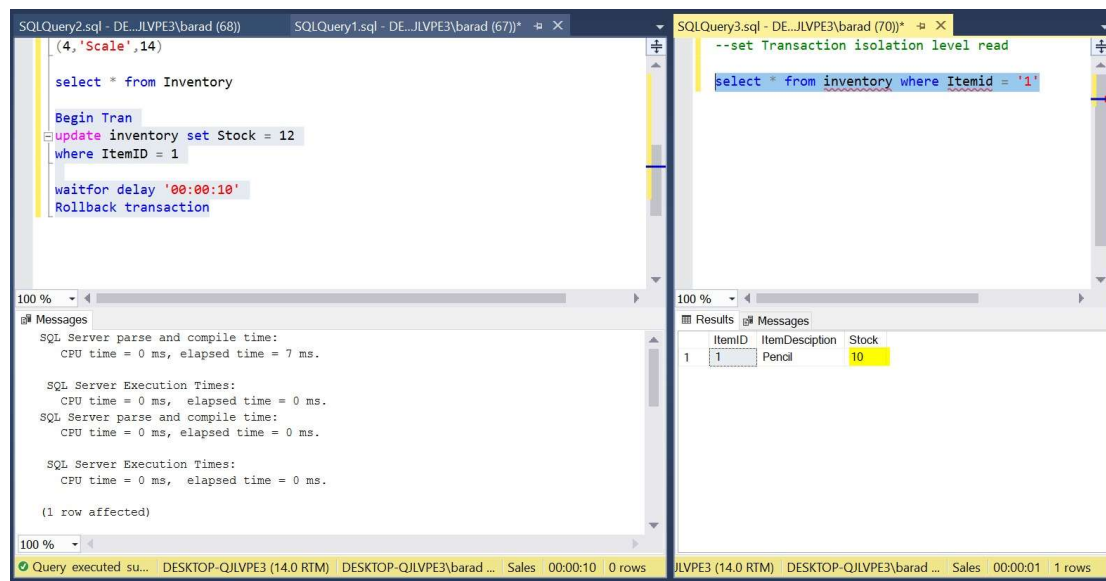 SQLQuery2.sql - DE...JLVPE3\barad (68))
SQLQuery1.sql - DE...JLVPE3\barad (67))*
(4,'Scale',14)
select * from Inventory
Begin Tran
update inventory set Stock = 12
where ItemID = 1
waitfor delay '00:00:10'
Rollback transaction
100 %
Messages
SQL Server parse and compile time:
CPU time = 0 ms, elapsed time = 7 ms.
SQL Server Execution Times:
CPU time = 0 ms,  elapsed time = 0 ms.
SQL Server parse and compile time:
CPU time = 0 ms, elapsed time = 0 ms.
SQL Server Execution Times:
CPU time = 0 ms,  elapsed time = 0 ms.
(1 row affected)
100 %
Query executed su... DESKTOP-QJLVPE3 (14.0 RTM) DESKTOP-QJLVPE3\barad ... Sales 00:00:10 0 rows
SQLQuery3.sql - DE...JLVPE3\barad (70))*
--set Transaction isolation level read
select * from inventory where Itemid = '1'
100 %
Results Messages
ItemID ItemDesciption Stock
1 1 Pencil 10
JLVPE3 (14.0 RTM) DESKTOP-QJLVPE3\barad ... Sales 00:00:01 1 rows